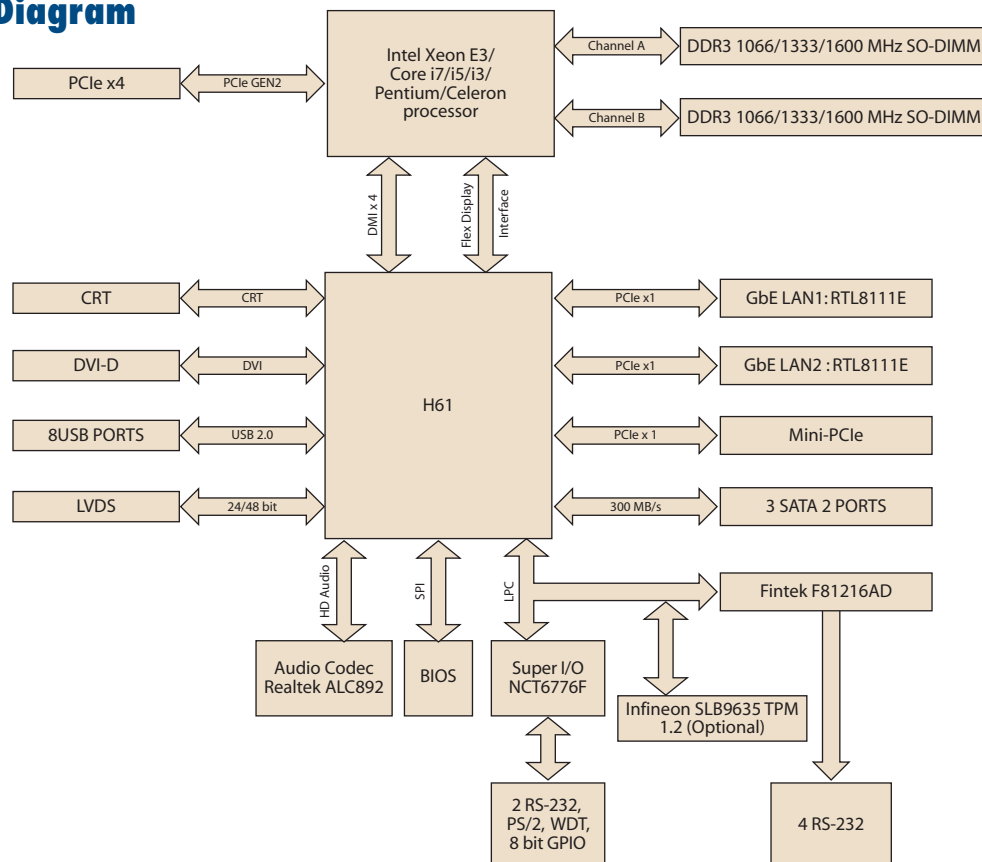 Diagram
Intel Xeon E3/
Core i7/i5/i3/
Pentium/Celeron
processor
PCIe x4
PCIe GEN2
Channel A
DDR3 1066/1333/1600 MHz SO-DIMM
Channel B
DDR3 1066/1333/1600 MHz SO-DIMM
DMI x 4
Flex Display
Interface
CRT
CRT
PCIe x1
GbE LAN1: RTL8111E
DVI-D
DVI
PCIe x1
GbE LAN2 : RTL8111E
H61
8USB PORTS
USB 2.0
PCIe x 1
Mini-PCIe
LVDS
24/48 bit
300 MB/s
3 SATA 2 PORTS
HD Audio
SPI
LPC
Fintek F81216AD
Audio Codec
Realtek ALC892
BIOS
Super I/O
NCT6776F
Infineon SLB9635 TPM
1.2 (Optional)
2 RS-232,
PS/2, WDT,
8 bit GPIO
4 RS-232